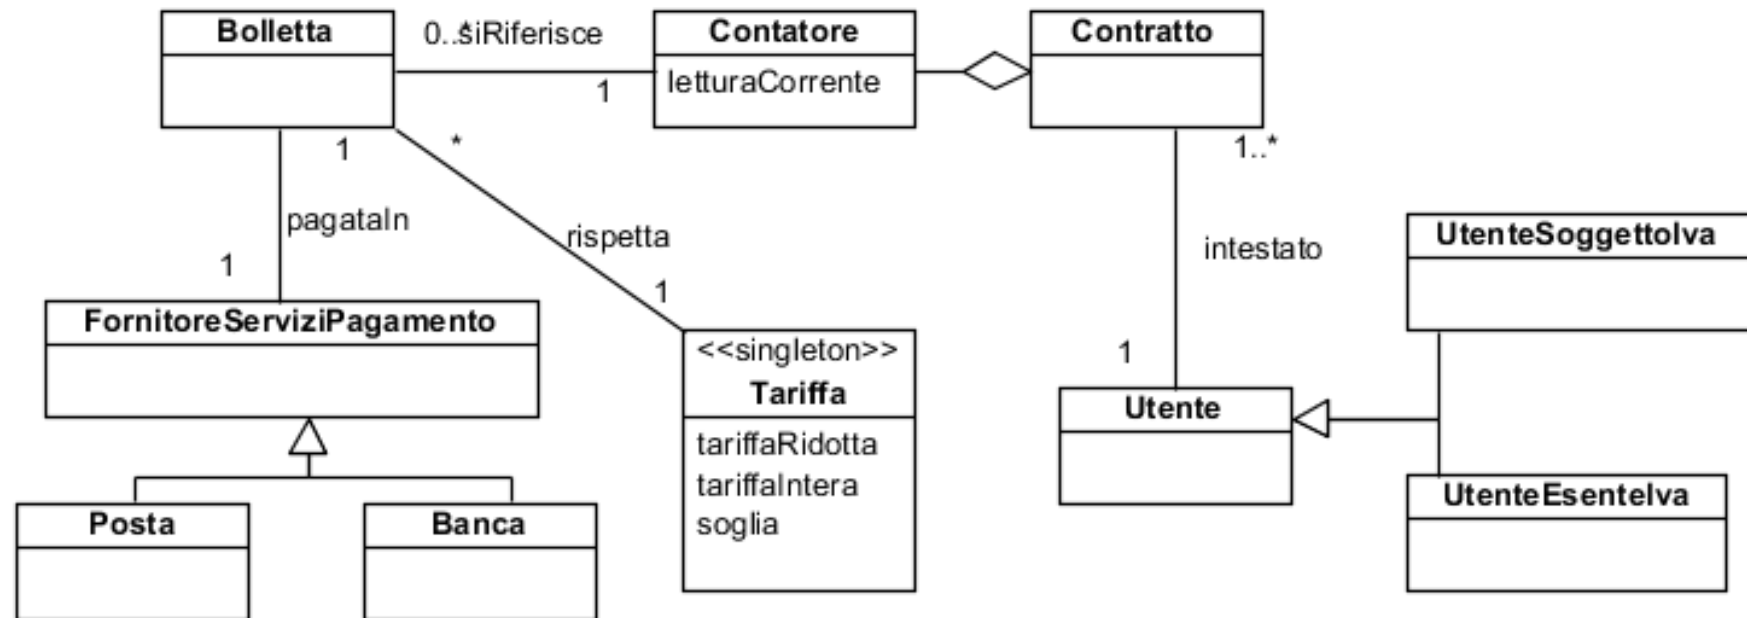 Bolletta
0..*
siRiferisce
1
Contatore
letturaCorrente
Contratto
1
*
1..*
pagataIn
rispetta
intestato
UtenteSoggettoIva
1
1
1
FornitoreServiziPagamento
<<singleton>>
Tariffa
tariffaRidotta
tariffaIntera
soglia
Utente
UtenteEsenteIva
Posta
Banca